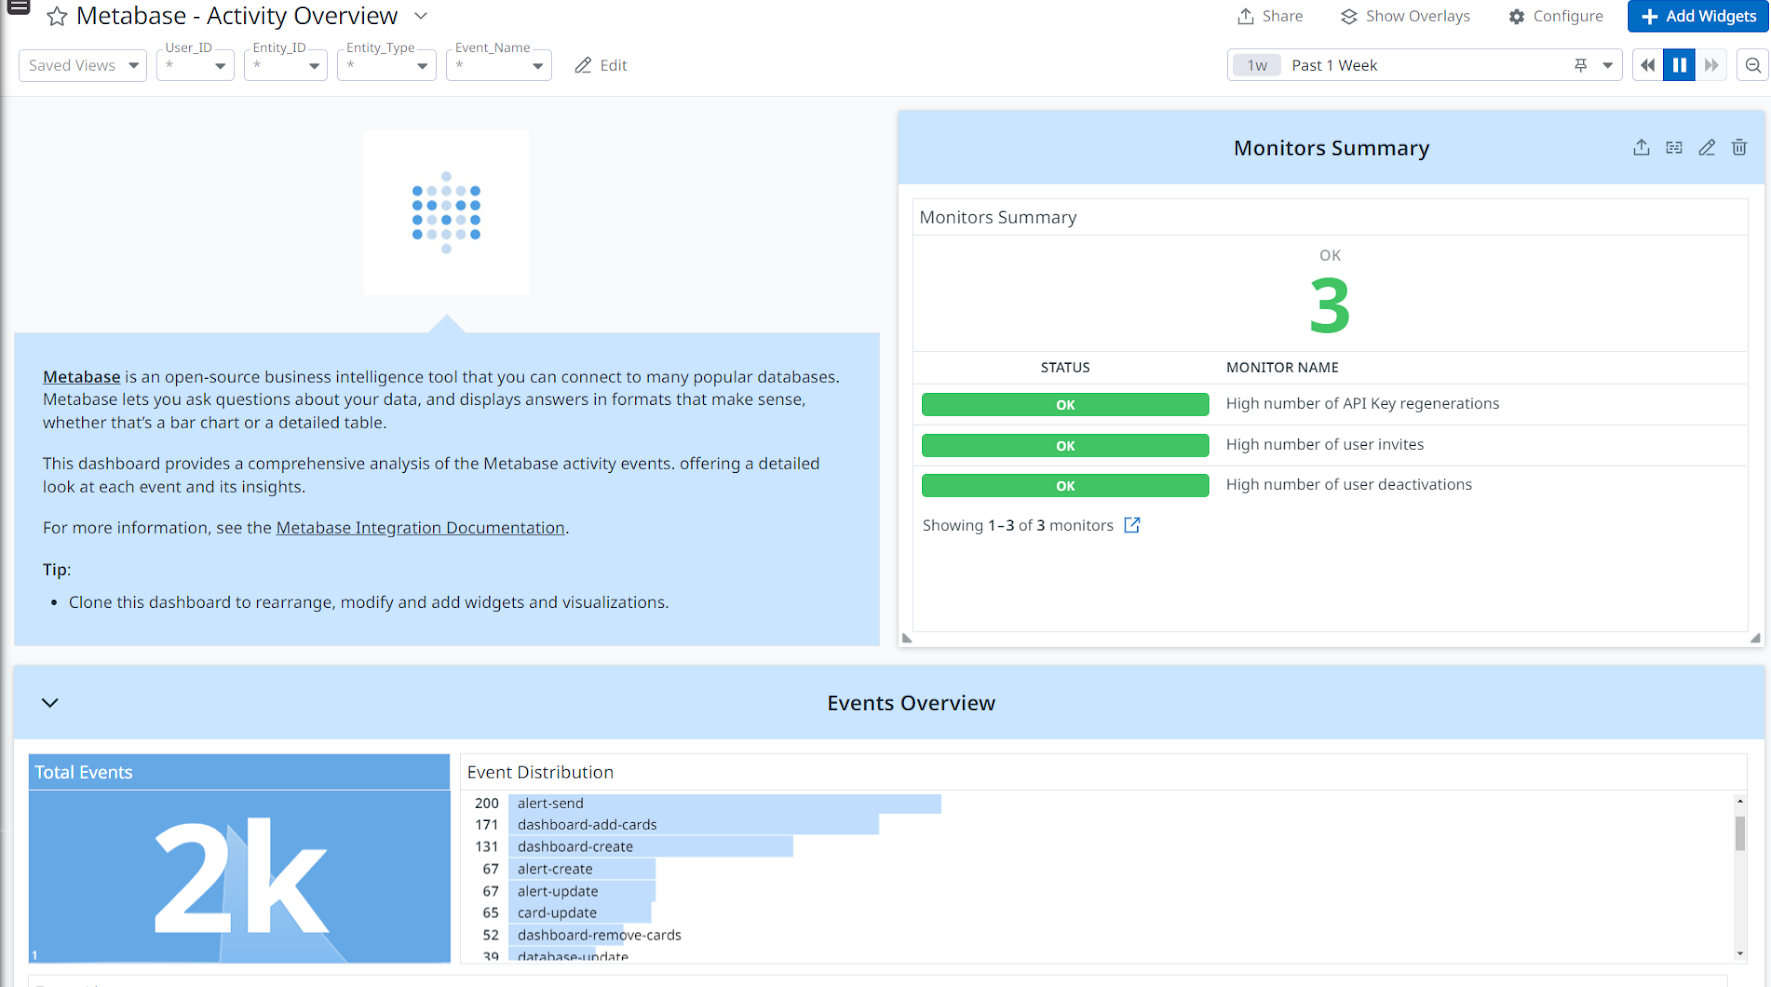 Metabase - Activity Overview
Share
Show Overlays
Configure
Add Widgets
Saved Views
User_ID
*
Entity_ID
*
Entity_Type
*
Event_Name
*
Edit
1w
Past 1 Week
Monitors Summary
Monitors Summary
OK
3
STATUS
MONITOR NAME
OK
High number of API Key regenerations
OK
High number of user invites
OK
High number of user deactivations
Showing 1–3 of 3 monitors
Metabase is an open-source business intelligence tool that you can connect to many popular databases.
Metabase lets you ask questions about your data, and displays answers in formats that make sense,
whether that’s a bar chart or a detailed table.
This dashboard provides a comprehensive analysis of the Metabase activity events. offering a detailed
look at each event and its insights.
For more information, see the Metabase Integration Documentation.
Tip:
• Clone this dashboard to rearrange, modify and add widgets and visualizations.
Events Overview
Total Events
2k
1
Event Distribution
200 alert-send
171 dashboard-add-cards
131 dashboard-create
67 alert-create
67 alert-update
65 card-update
52 dashboard-remove-cards
39 database-update